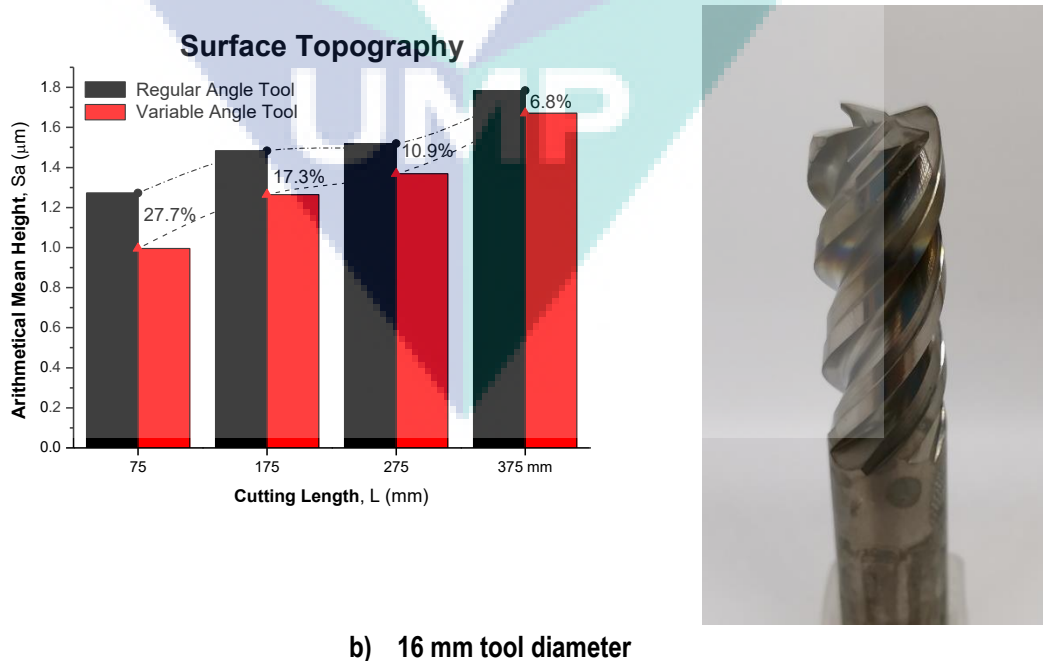 Surface Topography
Regular Angle Tool
Variable Angle Tool
UMP
Arithmetical Mean Height, Sa (μm)
1.8
1.6
1.4
1.2
1.0
0.8
0.6
0.4
0.2
0.0
27.7%
17.3%
10.9%
6.8%
75
175
275
375 mm
Cutting Length, L (mm)
b) 16 mm tool diameter